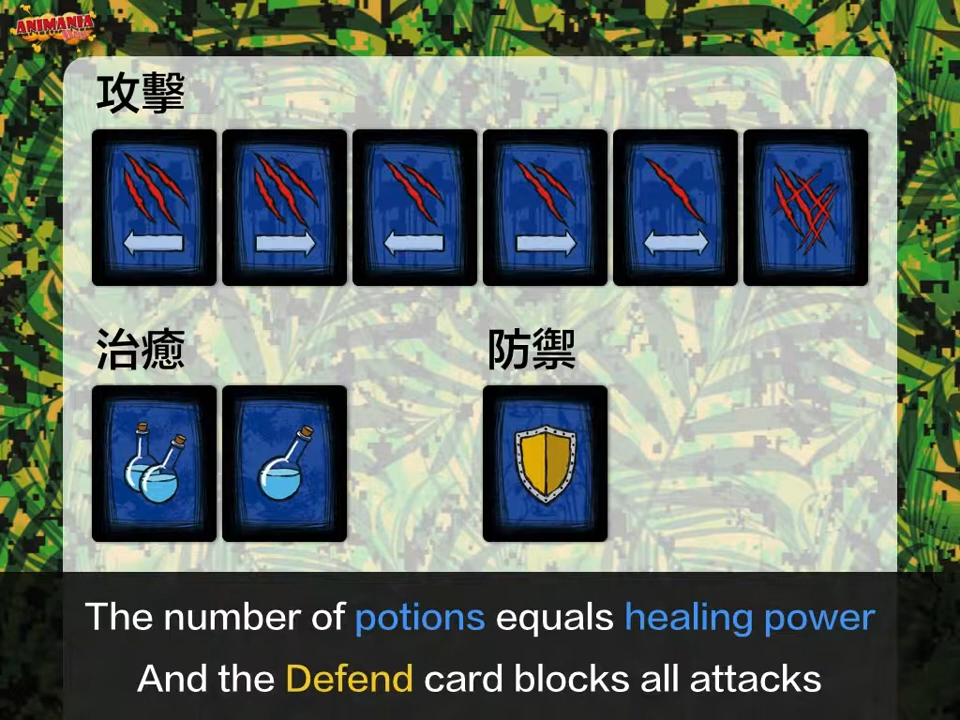 ANIMANIA
攻擊
治癒
防禦
The number of potions equals healing power
And the Defend card blocks all attacks